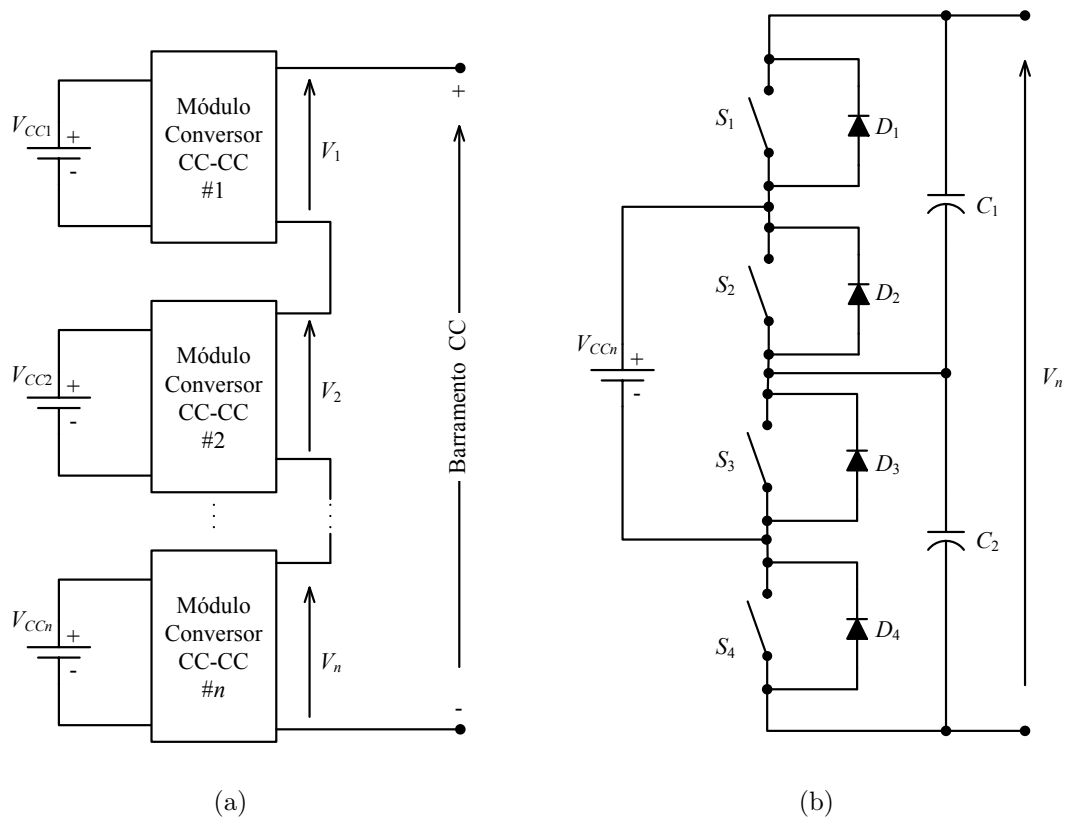 Módulo
Conversor
CC-CC
#1
V_CC1
+
-
V_1
+
Módulo
Conversor
CC-CC
#2
V_CC2
+
-
V_2
Barramento CC
Módulo
Conversor
CC-CC
#n
V_CCn
+
-
V_n
-
(a)
S_1
D_1
C_1
S_2
D_2
V_CCn
+
-
V_n
S_3
D_3
C_2
S_4
D_4
(b)